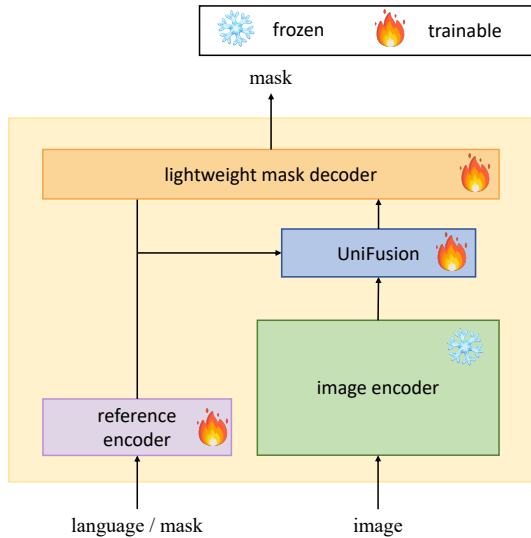 frozen
trainable
mask
lightweight mask decoder
UniFusion
image encoder
reference
encoder
language / mask
image